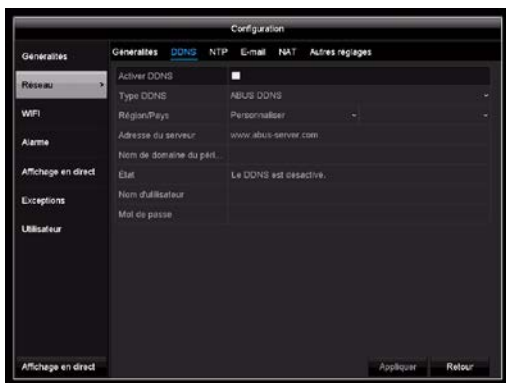 Configuration
Généralités
Réseau >
WIFI
Alarme
Affichage en direct
Exceptions
Utilisateur
Affichage en direct
Généralités DDNS NTP E-mail NAT Autres réglages
Activer DDNS
Type DDNS ABUS DDNS
Région/Pays Personnaliser
Adresse du serveur www.abus-server.com
Nom de domaine du péri...
État Le DDNS est désactivé.
Nom d'utilisateur
Mot de passe
Appliquer Retour